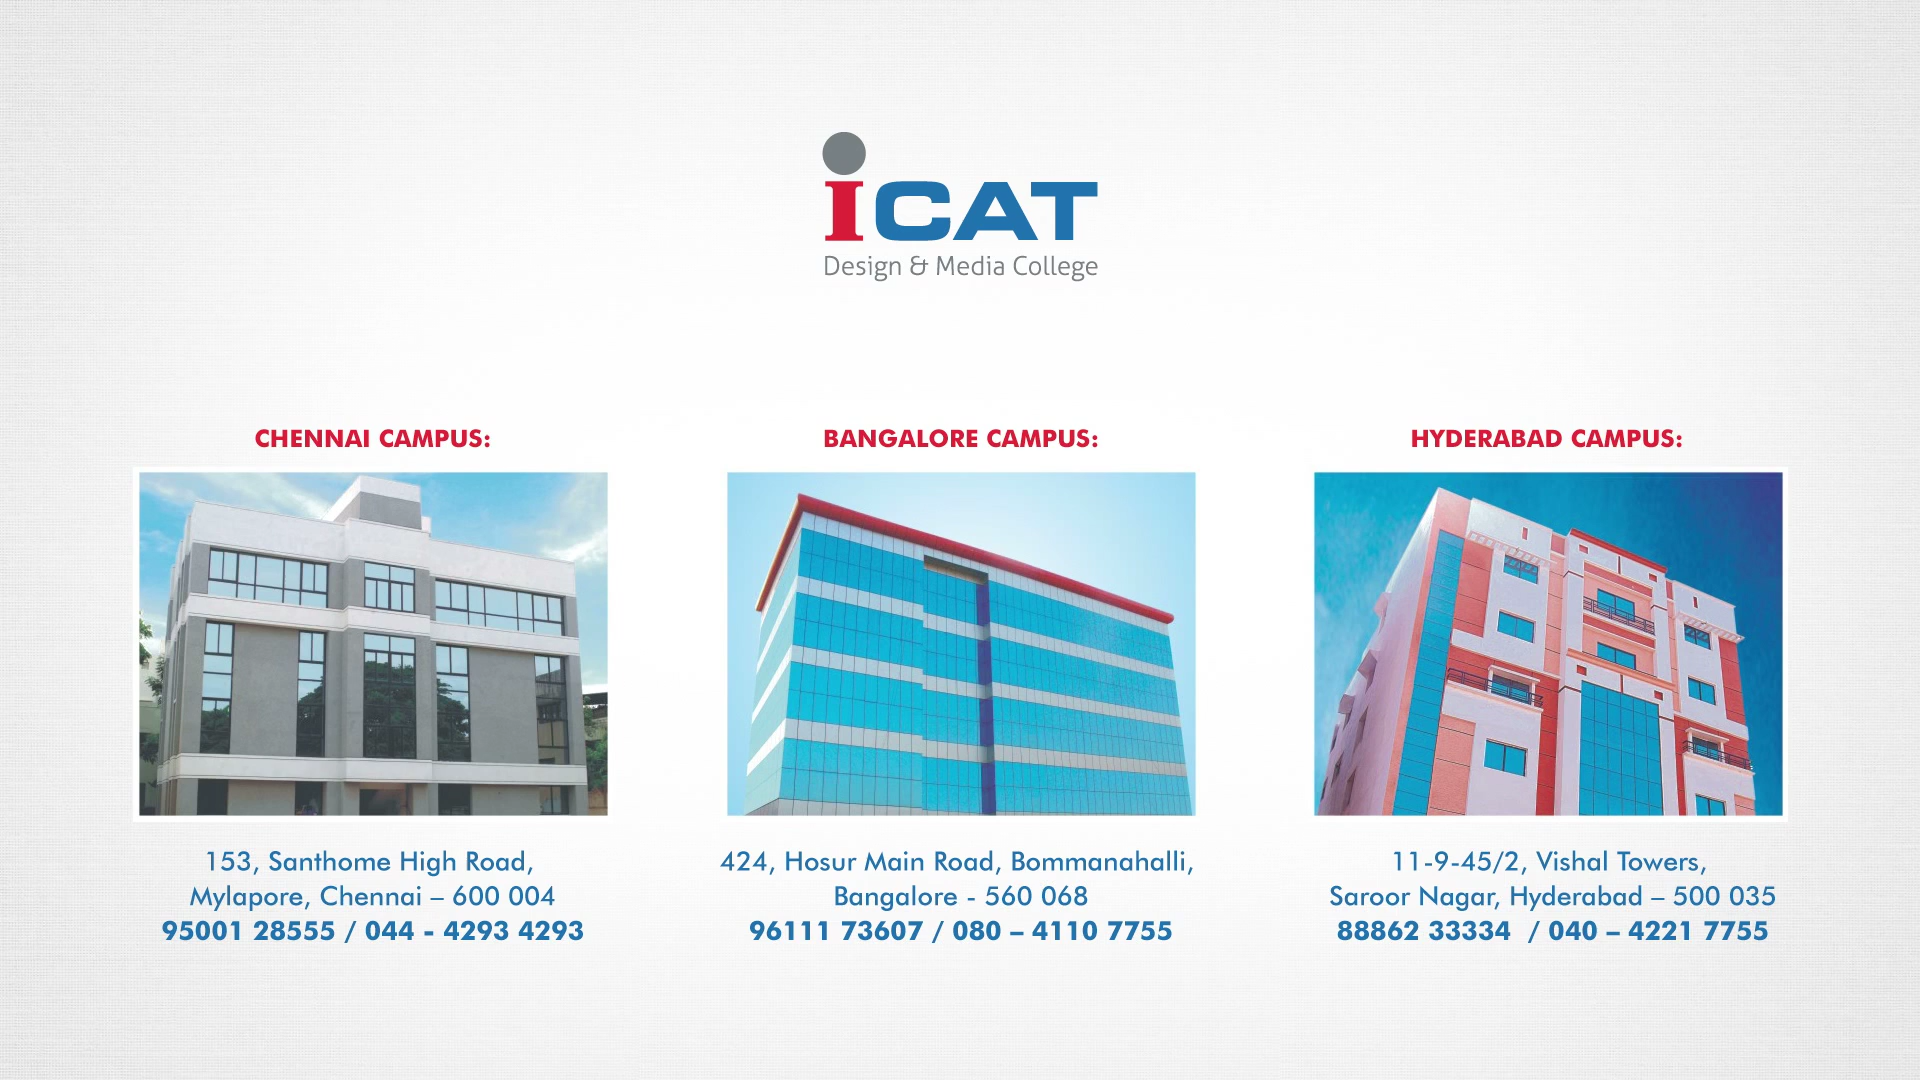 iCAT
Design & Media College
CHENNAI CAMPUS:
153, Santhome High Road,
Mylapore, Chennai – 600 004
95001 28555 / 044 - 4293 4293
BANGALORE CAMPUS:
424, Hosur Main Road, Bommanahalli,
Bangalore - 560 068
96111 73607 / 080 – 4110 7755
HYDERABAD CAMPUS:
11-9-45/2, Vishal Towers,
Saroor Nagar, Hyderabad – 500 035
88862 33334 / 040 – 4221 7755